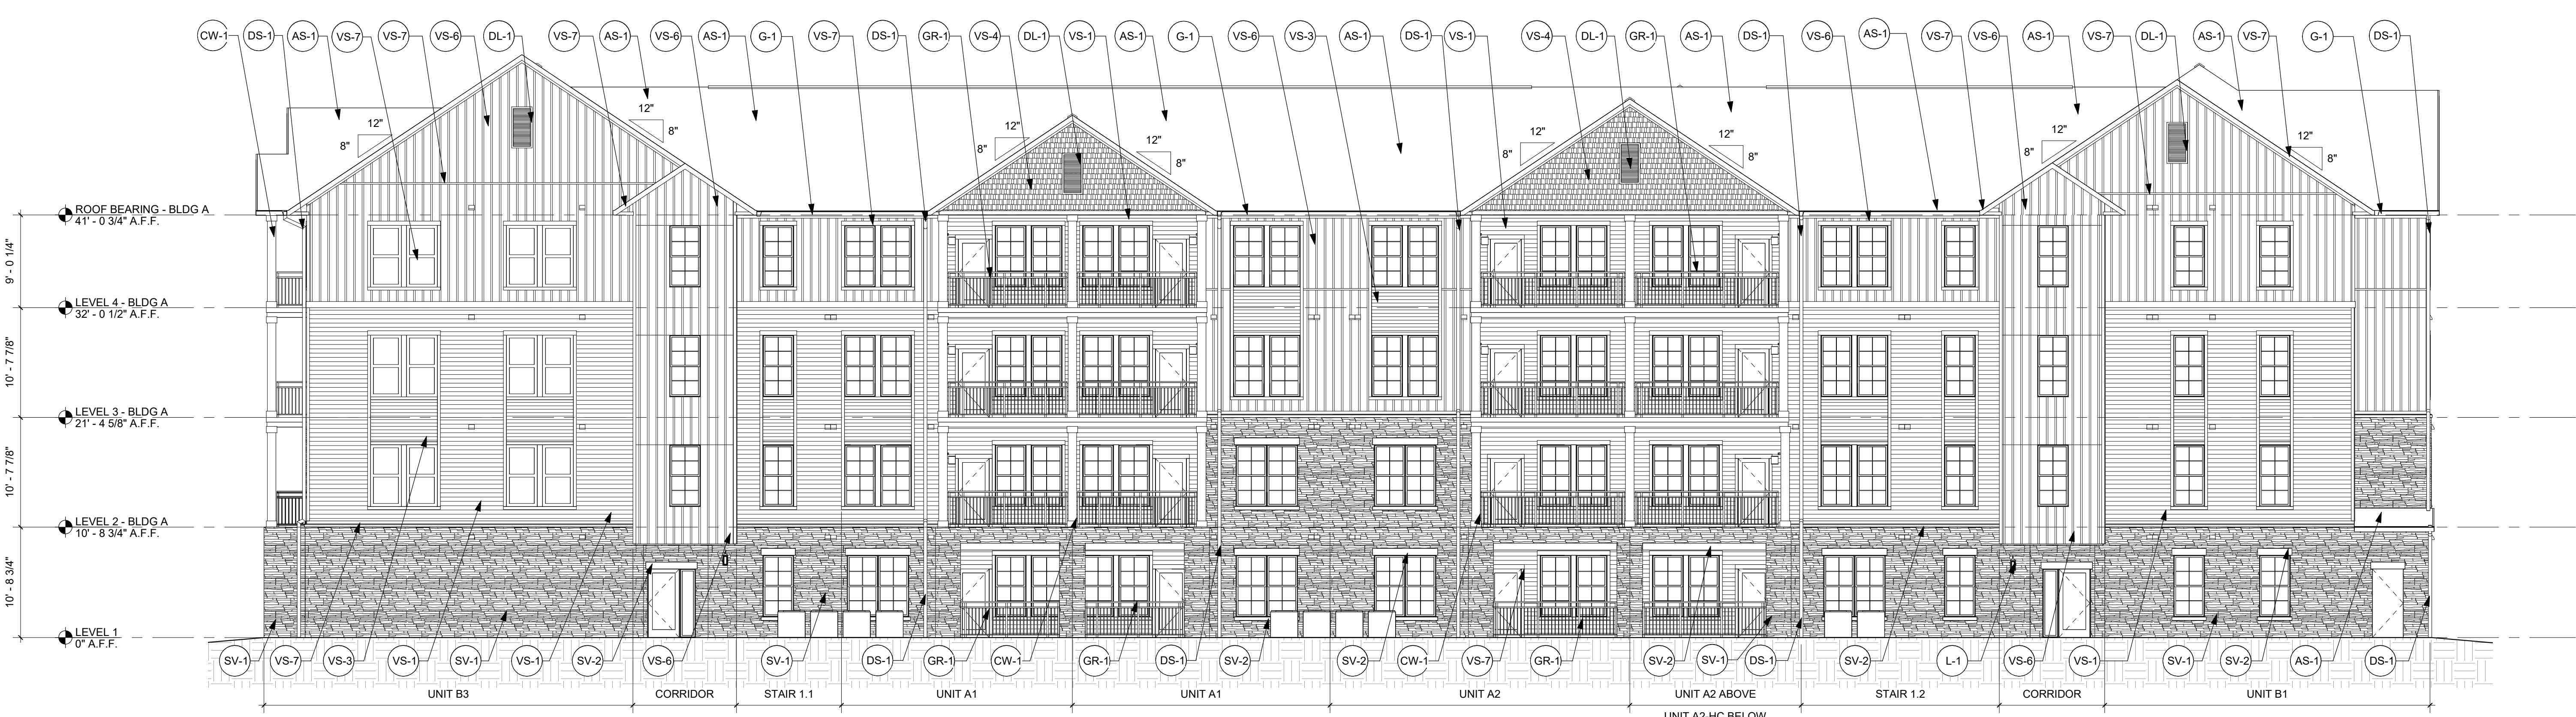 CW-1 DS-1 AS-1 VS-7 VS-7 VS-6 DL-1 VS-7 AS-1 VS-6 AS-1 G-1 VS-7 DS-1 GR-1 VS-4 DL-1 VS-1 AS-1 G-1 VS-6 VS-3 AS-1 DS-1 VS-1 VS-4 DL-1 GR-1 AS-1 DS-1 VS-6 AS-1 VS-7 VS-6 AS-1 VS-7 DL-1 AS-1 VS-7 G-1 DS-1
12" 12" 12" 12" 12" 12" 12" 12"
8" 8" 8" 8" 8" 8" 8" 8"
ROOF BEARING - BLDG A
41' - 0 3/4" A.F.F.
9' - 0 1/4"
LEVEL 4 - BLDG A
32' - 0 1/2" A.F.F.
10' - 7 7/8"
LEVEL 3 - BLDG A
21' - 4 5/8" A.F.F.
10' - 7 7/8"
LEVEL 2 - BLDG A
10' - 8 3/4" A.F.F.
10' - 8 3/4"
LEVEL 1
0" A.F.F.
SV-1 VS-7 VS-3 VS-1 SV-1 VS-1 SV-2 VS-6 SV-1 DS-1 GR-1 CW-1 GR-1 DS-1 SV-2 SV-2 CW-1 VS-7 GR-1 SV-2 SV-1 DS-1 SV-2 L-1 VS-6 VS-1 SV-1 SV-2 AS-1 DS-1
UNIT B3 CORRIDOR STAIR 1.1 UNIT A1 UNIT A1 UNIT A2 UNIT A2 ABOVE STAIR 1.2 CORRIDOR UNIT B1
UNIT A2-HC BELOW